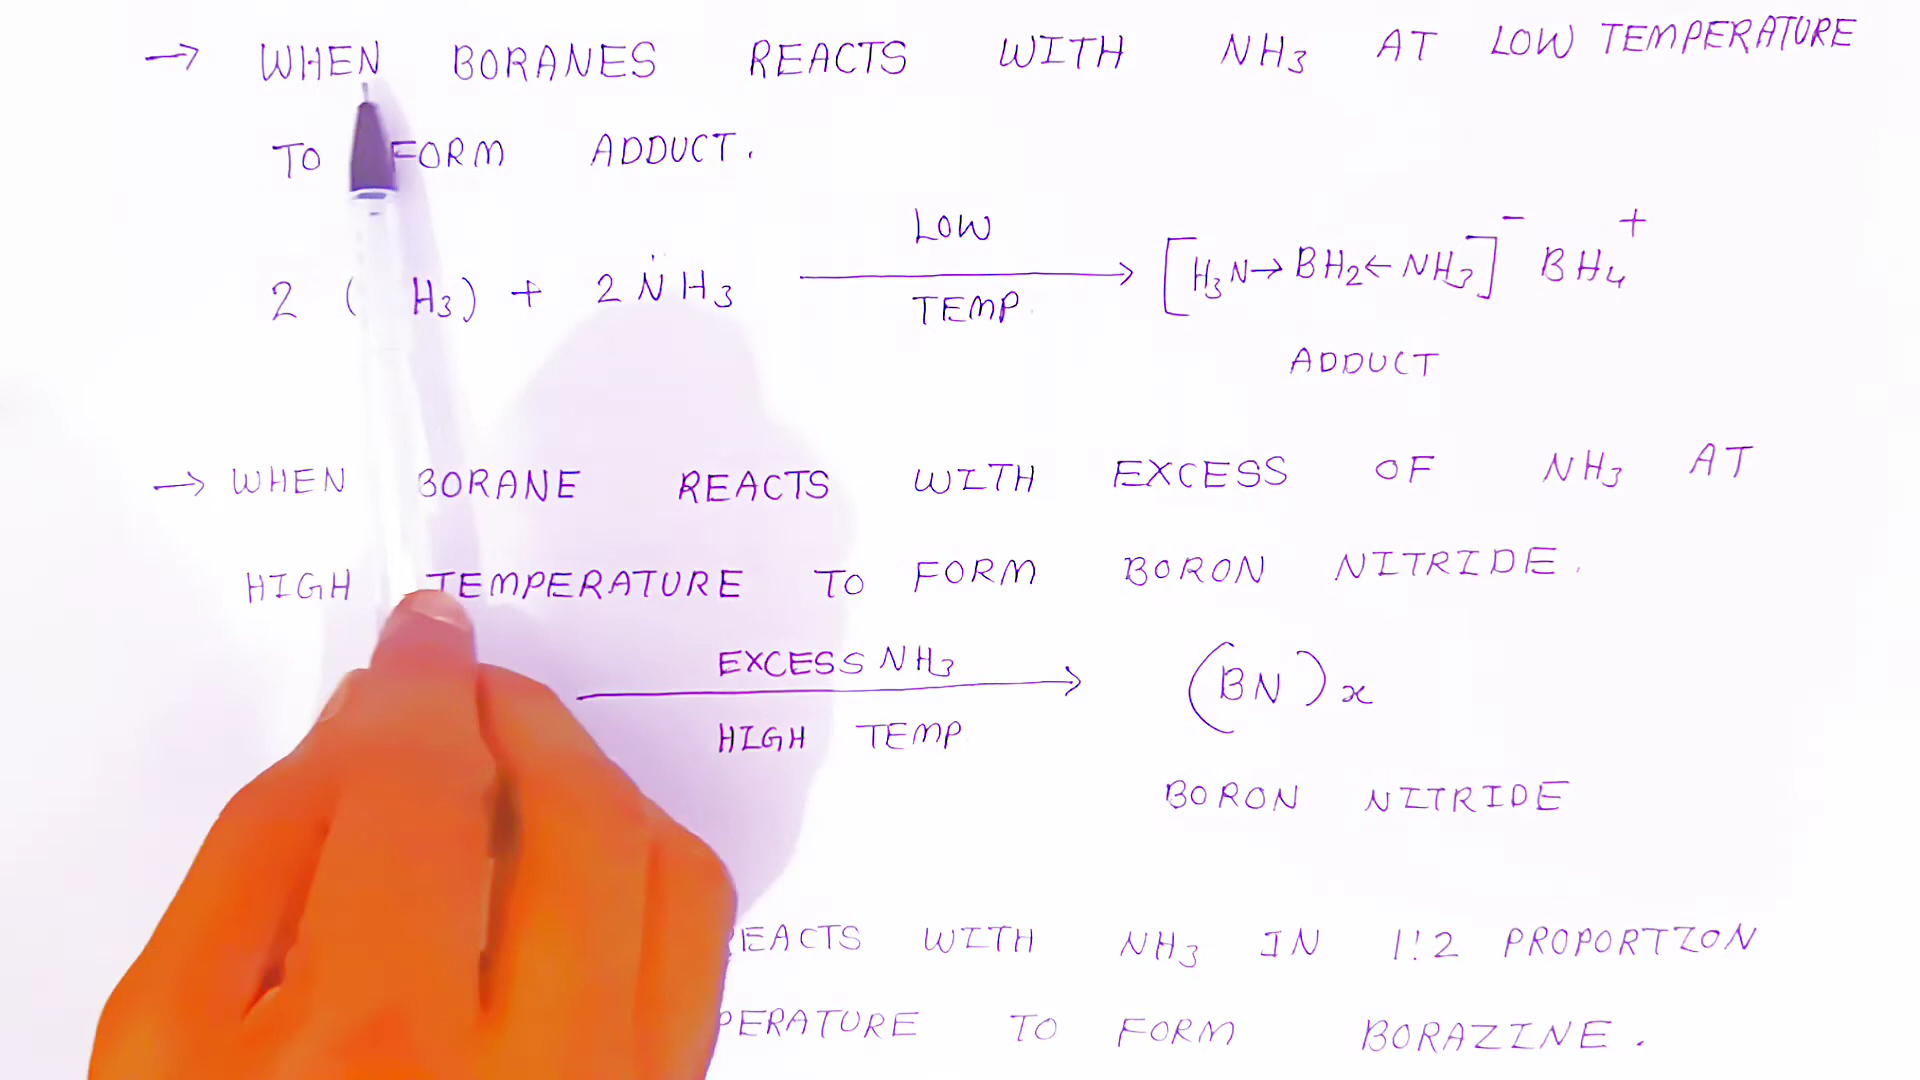 → WHEN BORANES REACTS WITH NH3 AT LOW TEMPERATURE
TO FORM ADDUCT.
2 ( H3) + 2 NH3 LOW TEMP. → [H3N→BH2←NH3]⁻ BH4⁺
ADDUCT
→ WHEN BORANE REACTS WITH EXCESS OF NH3 AT
HIGH TEMPERATURE TO FORM BORON NITRIDE.
EXCESS NH3 HIGH TEMP → (BN)x
BORON NITRIDE
REACTS WITH NH3 IN 1:2 PROPORTION
PERATURE TO FORM BORAZINE.